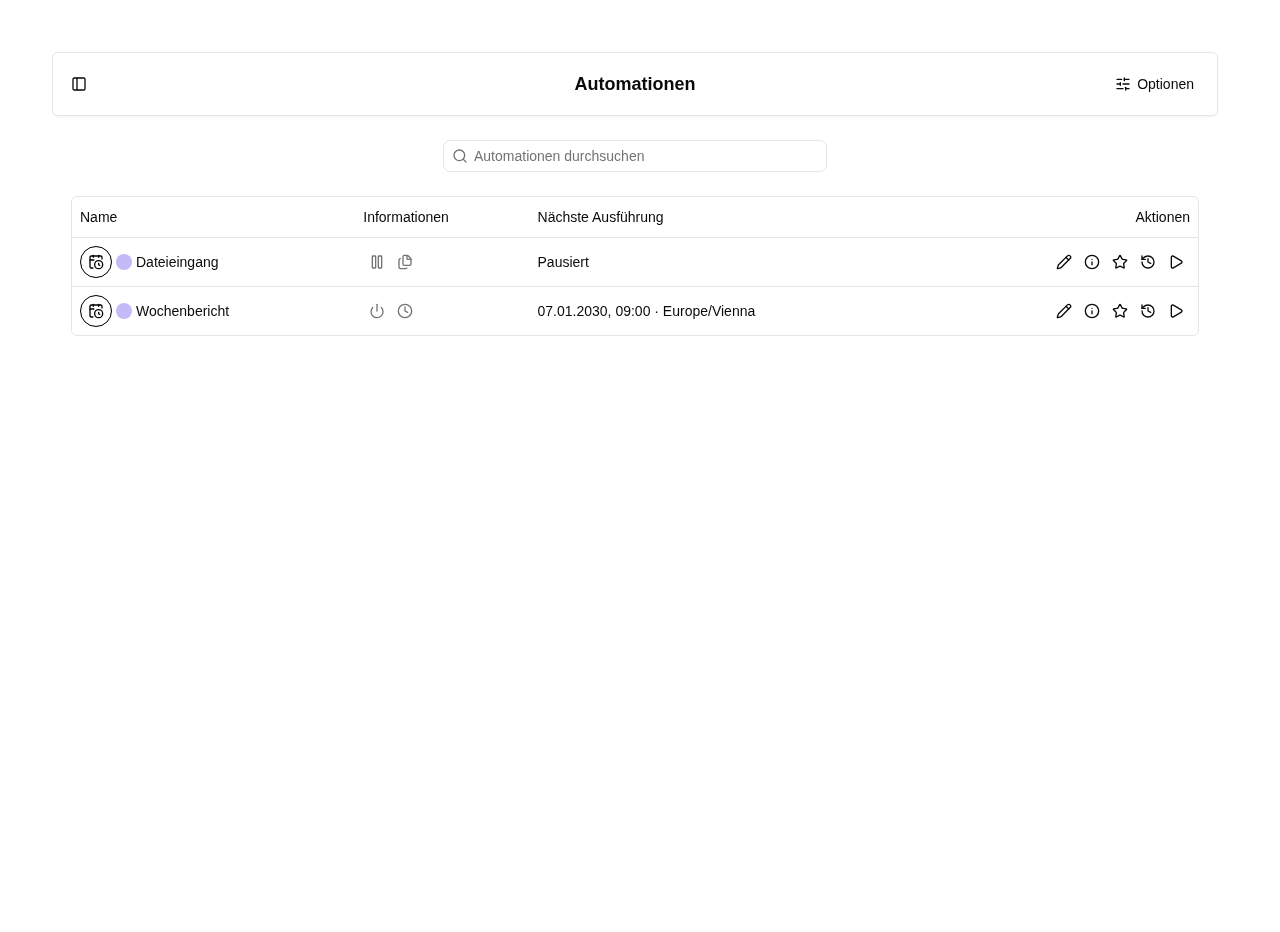 Automationen
Optionen
Automationen durchsuchen
Name Informationen Nächste Ausführung Aktionen
Dateieingang Pausiert
Wochenbericht 07.01.2030, 09:00 · Europe/Vienna